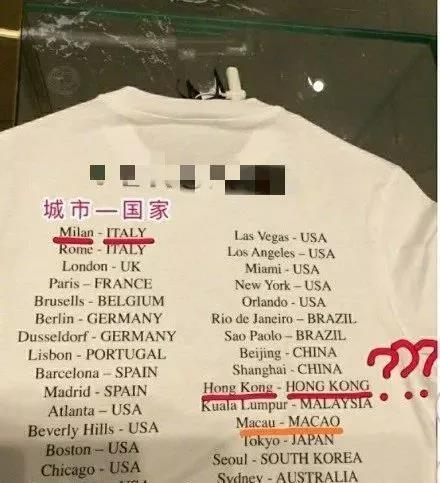 城市—国家
Milan - ITALY
Rome - ITALY
London - UK
Paris – FRANCE
Brusells - BELGIUM
Berlin - GERMANY
Dusseldorf - GERMANY
Lisbon - PORTUGAL
Barcelona – SPAIN
Madrid - SPAIN
Atlanta – USA
Beverly Hills - USA
Boston – USA
Chicago - USA
Las Vegas - USA
Los Angeles – USA
Miami - USA
New York – USA
Orlando - USA
Rio de Janeiro – BRAZIL
Sao Paolo – BRAZIL
Beijing - CHINA
Shanghai - CHINA
Hong Kong - HONG KONG
???
Kuala Lumpur - MALAYSIA
Macau - MACAO
Tokyo - JAPAN
Seoul - SOUTH KOREA
Sydney - AUSTRALIA